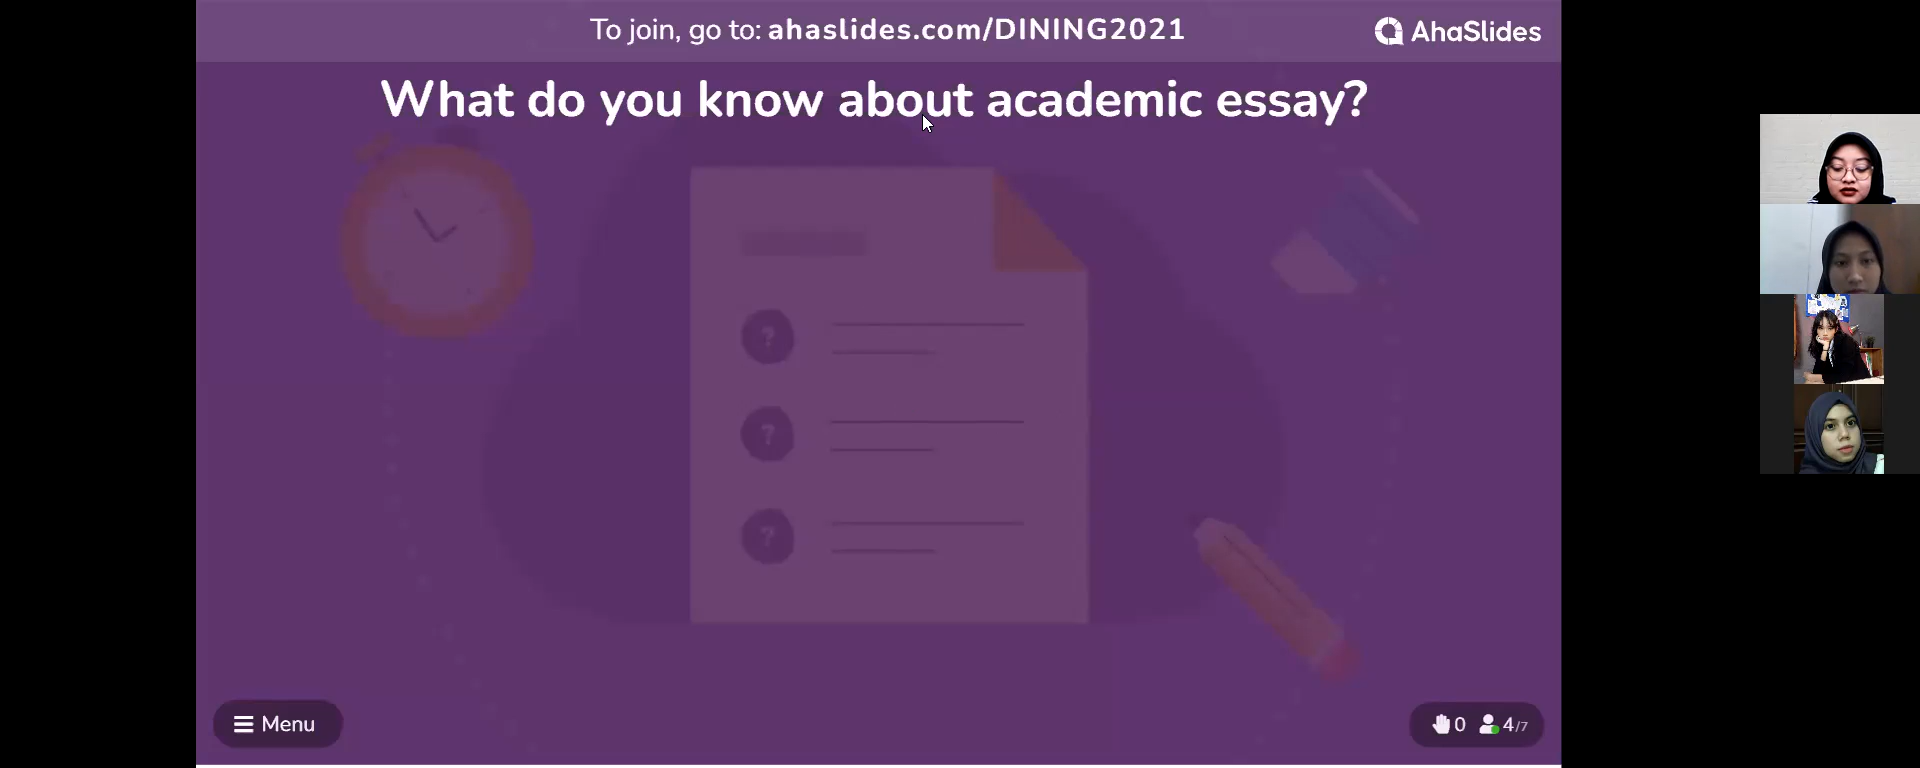 To join, go to: ahaslides.com/DINING2021
AhaSlides
What do you know about academic essay?
?
?
?
Menu
0 4/7